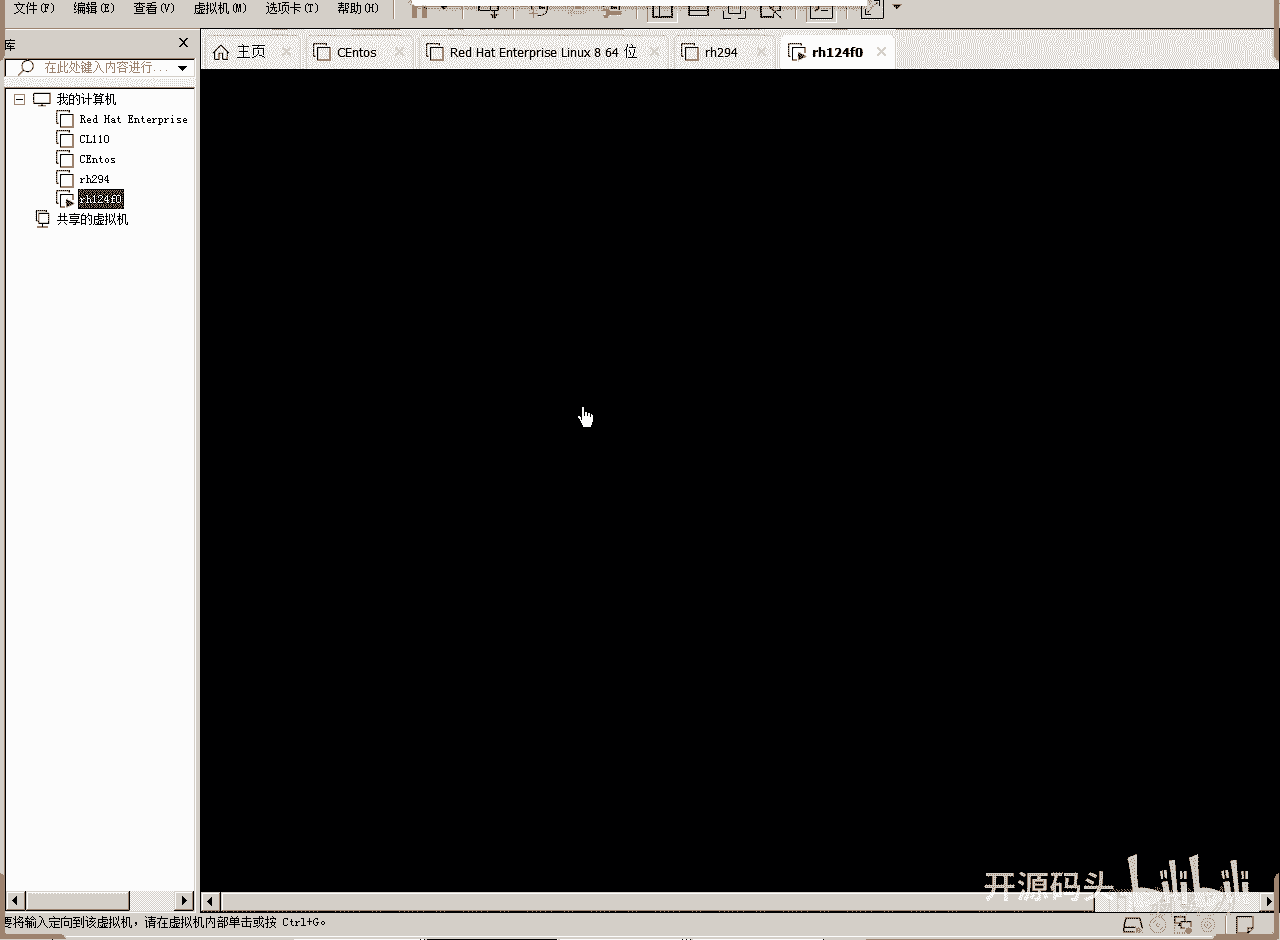 文件(F) 编辑(E) 查看(V) 虚拟机(M) 选项卡(T) 帮助(H)
库
在此处键入内容进行...
主页 CEntos Red Hat Enterprise Linux 8 64 位 rh294 rh124f0
我的计算机
Red Hat Enterprise
CL110
CEntos
rh294
rh124f0
共享的虚拟机
开源码头 bilibili
要将输入定向到该虚拟机，请在虚拟机内部单击或按 Ctrl+G。